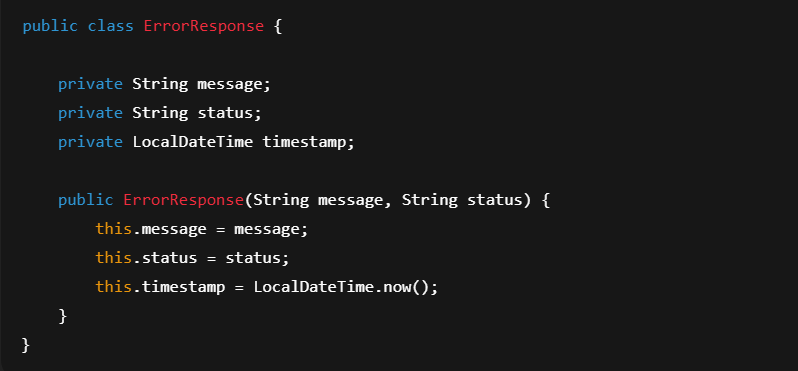 public class ErrorResponse {
    private String message;
    private String status;
    private LocalDateTime timestamp;
    public ErrorResponse(String message, String status) {
        this.message = message;
        this.status = status;
        this.timestamp = LocalDateTime.now();
    }
}